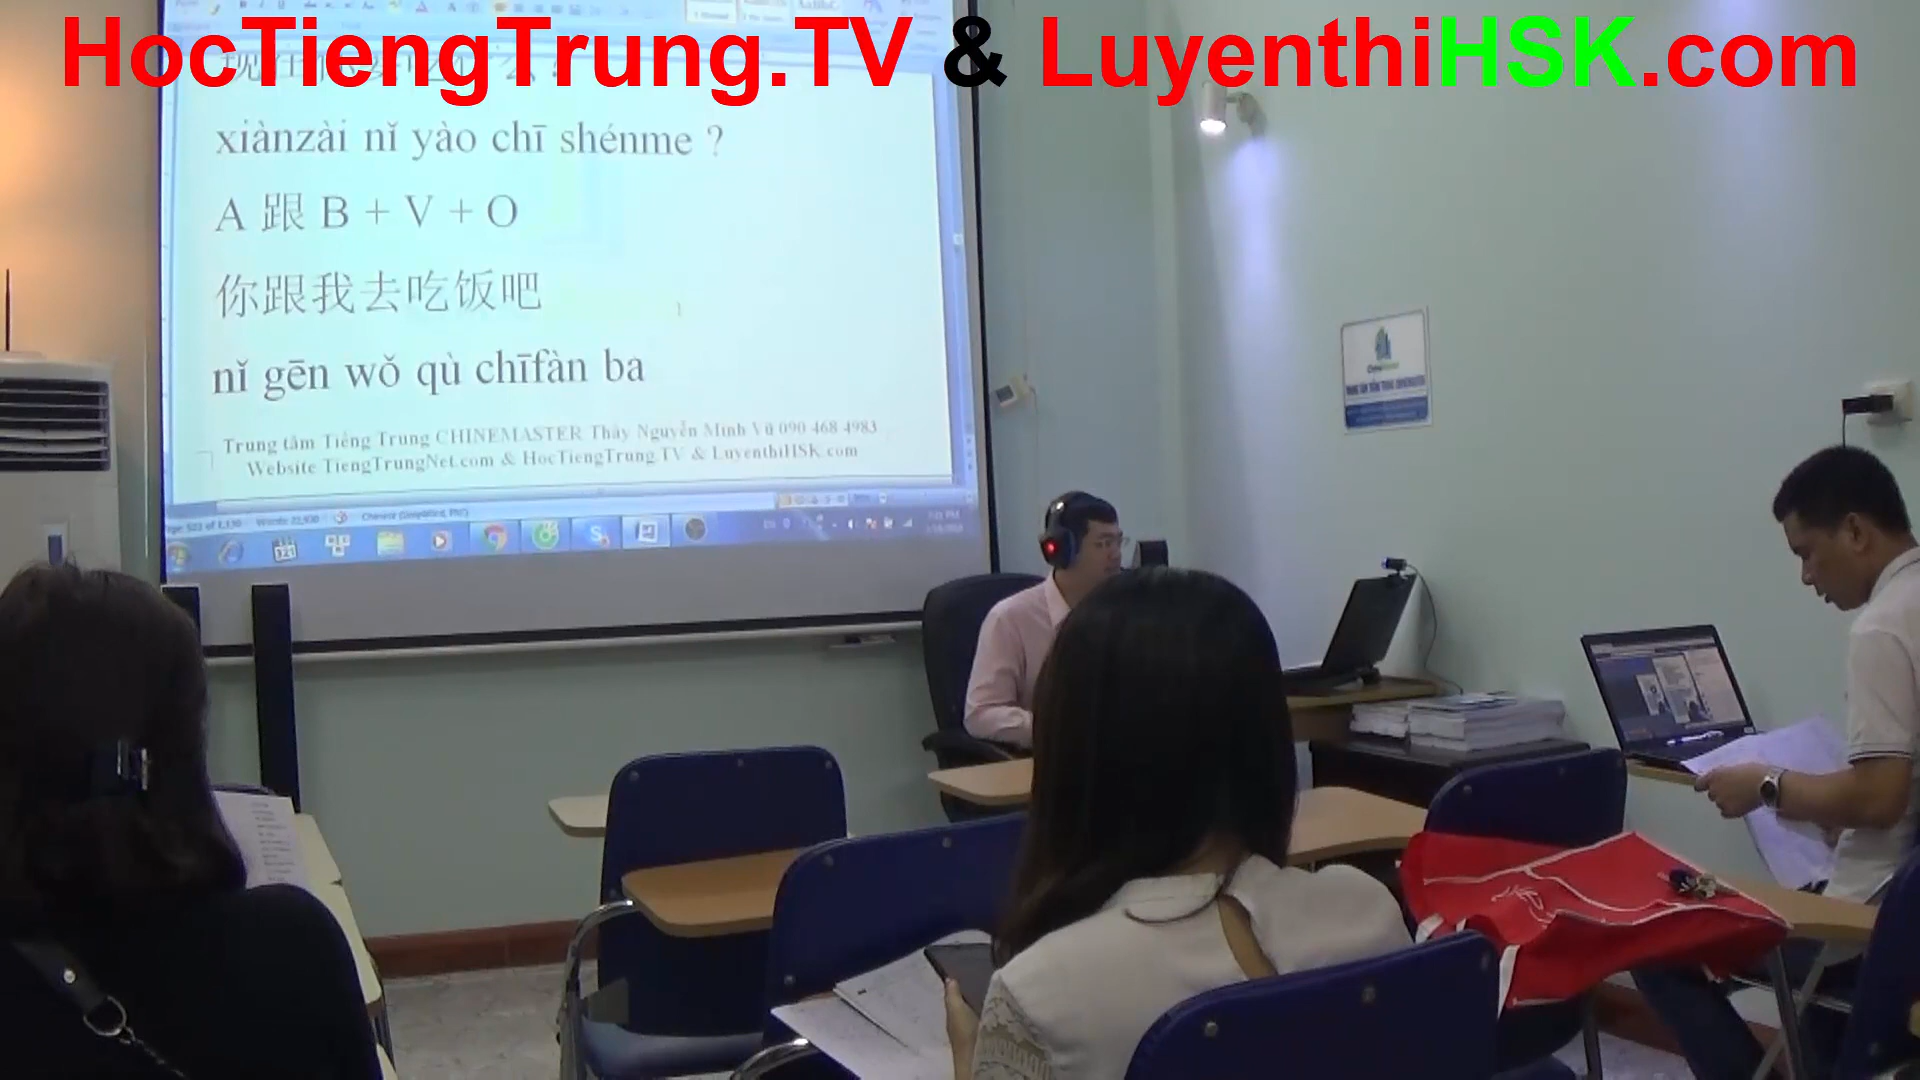 HocTiengTrung.TV & LuyenthiHSK.com
xiànzài nǐ yào chī shénme ?
A 跟 B + V + O
你跟我去吃饭吧
nǐ gēn wǒ qù chīfàn ba
Trung tâm Tiếng Trung CHINEMASTER Thầy Nguyễn Minh Vũ 090 468 4983
Website TiengTrungNet.com & HocTiengTrung.TV & LuyenthiHSK.com